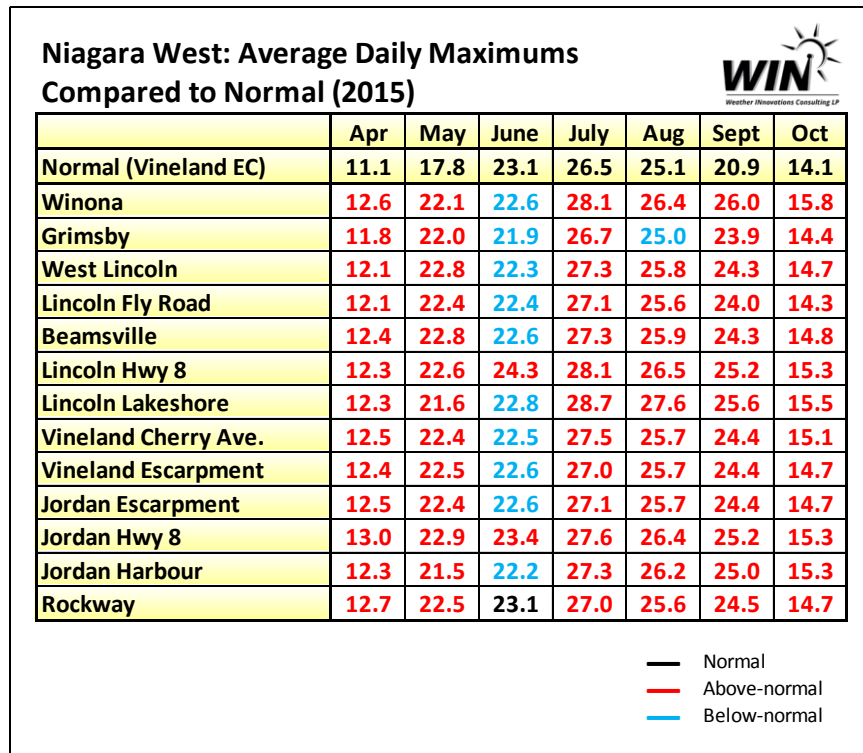 Niagara West: Average Daily Maximums
Compared to Normal (2015)
WIN
Weather INnovations Consulting LP
Apr May June July Aug Sept Oct
Normal (Vineland EC) 11.1 17.8 23.1 26.5 25.1 20.9 14.1
Winona 12.6 22.1 22.6 28.1 26.4 26.0 15.8
Grimsby 11.8 22.0 21.9 26.7 25.0 23.9 14.4
West Lincoln 12.1 22.8 22.3 27.3 25.8 24.3 14.7
Lincoln Fly Road 12.1 22.4 22.4 27.1 25.6 24.0 14.3
Beamsville 12.4 22.8 22.6 27.3 25.9 24.3 14.8
Lincoln Hwy 8 12.3 22.6 24.3 28.1 26.5 25.2 15.3
Lincoln Lakeshore 12.3 21.6 22.8 28.7 27.6 25.6 15.5
Vineland Cherry Ave. 12.5 22.4 22.5 27.5 25.7 24.4 15.1
Vineland Escarpment 12.4 22.5 22.6 27.0 25.7 24.4 14.7
Jordan Escarpment 12.5 22.4 22.6 27.1 25.7 24.4 14.7
Jordan Hwy 8 13.0 22.9 23.4 27.6 26.4 25.2 15.3
Jordan Harbour 12.3 21.5 22.2 27.3 26.2 25.0 15.3
Rockway 12.7 22.5 23.1 27.0 25.6 24.5 14.7
Normal
Above-normal
Below-normal